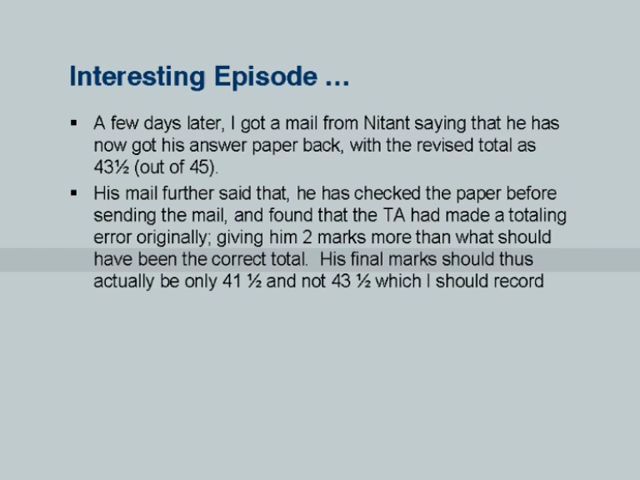 Interesting Episode ...
▪ A few days later, I got a mail from Nitant saying that he has
now got his answer paper back, with the revised total as
43½ (out of 45).
▪ His mail further said that, he has checked the paper before
sending the mail, and found that the TA had made a totaling
error originally; giving him 2 marks more than what should
have been the correct total.  His final marks should thus
actually be only 41 ½ and not 43 ½ which I should record